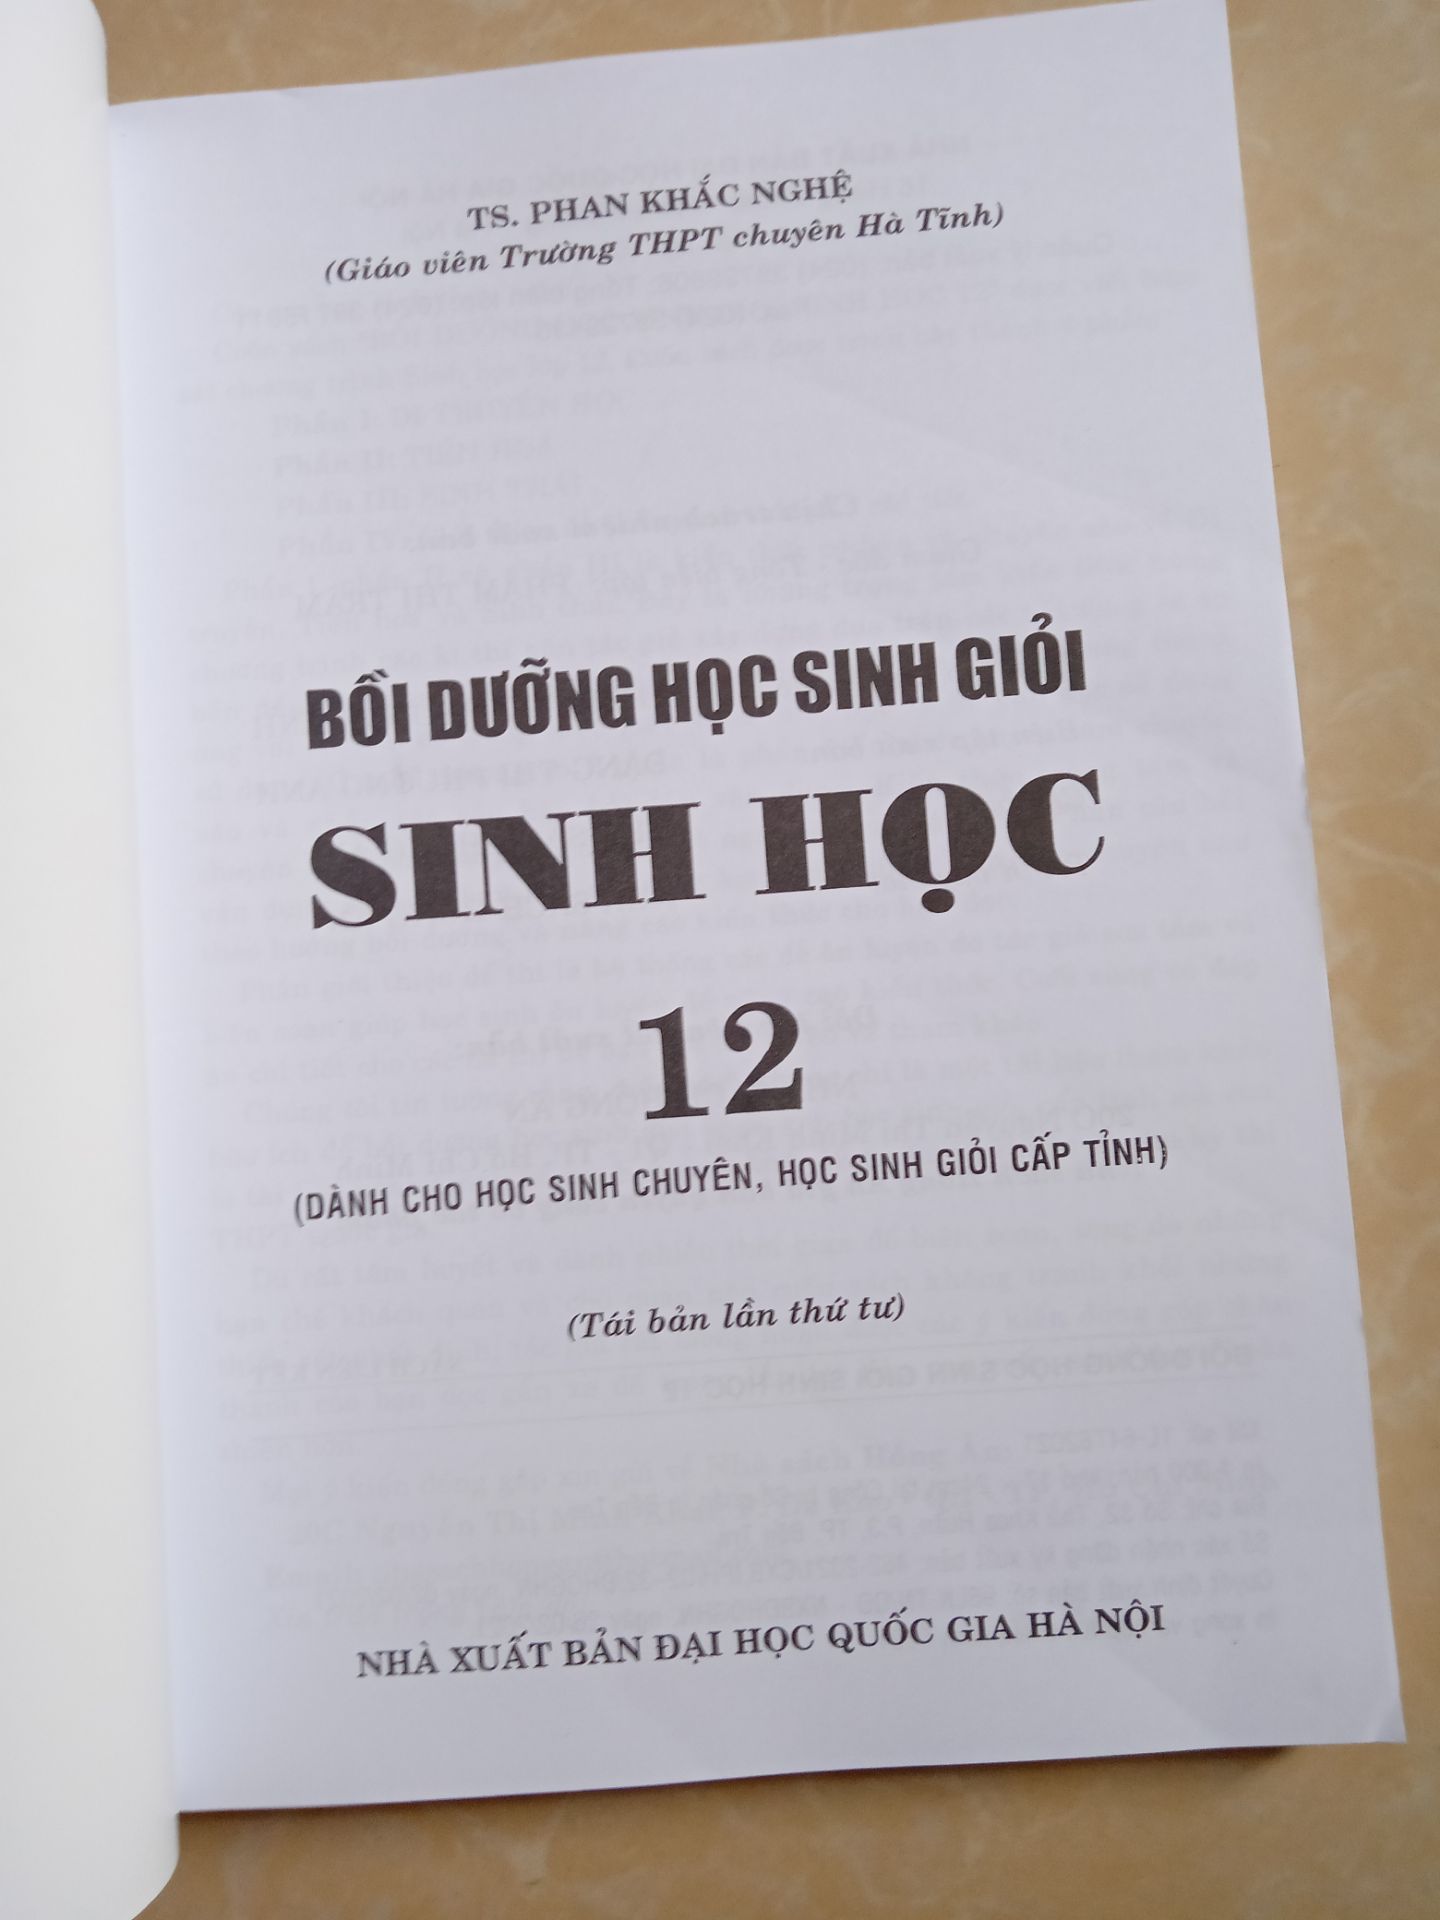 TS. PHAN KHẮC NGHỆ
(Giáo viên Trường THPT chuyên Hà Tĩnh)
BỒI DƯỠNG HỌC SINH GIỎI
SINH HỌC
12
(DÀNH CHO HỌC SINH CHUYÊN, HỌC SINH GIỎI CẤP TỈNH)
(Tái bản lần thứ tư)
NHÀ XUẤT BẢN ĐẠI HỌC QUỐC GIA HÀ NỘI